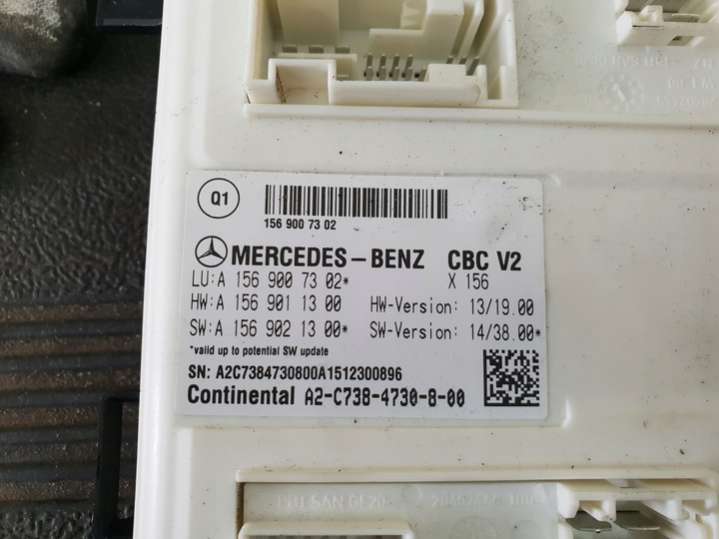 Q1
156 900 73 02
MERCEDES-BENZ CBC V2
LU:A 156 900 73 02* X 156
HW:A 156 901 13 00 HW-Version: 13/19.00
SW:A 156 902 13 00* SW-Version: 14/38.00*
*valid up to potential SW update
SN: A2C7384730800A1512300896
Continental A2-C738-4730-8-00